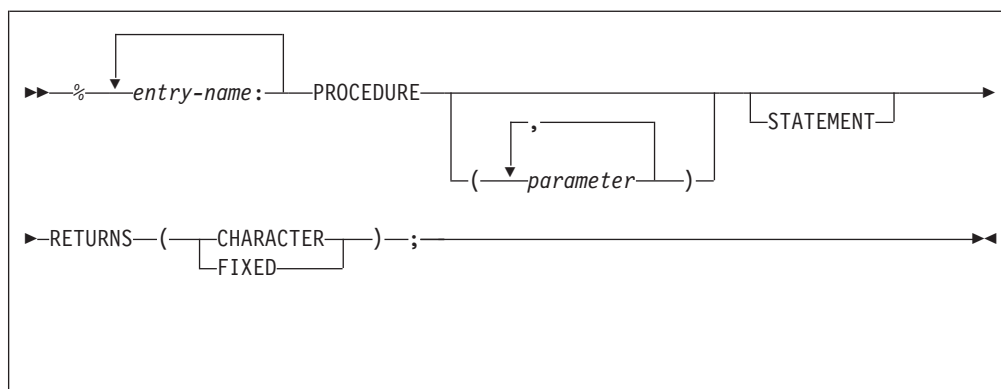 % entry-name: PROCEDURE
STATEMENT
,
( parameter )
RETURNS ( CHARACTER ) ;
FIXED